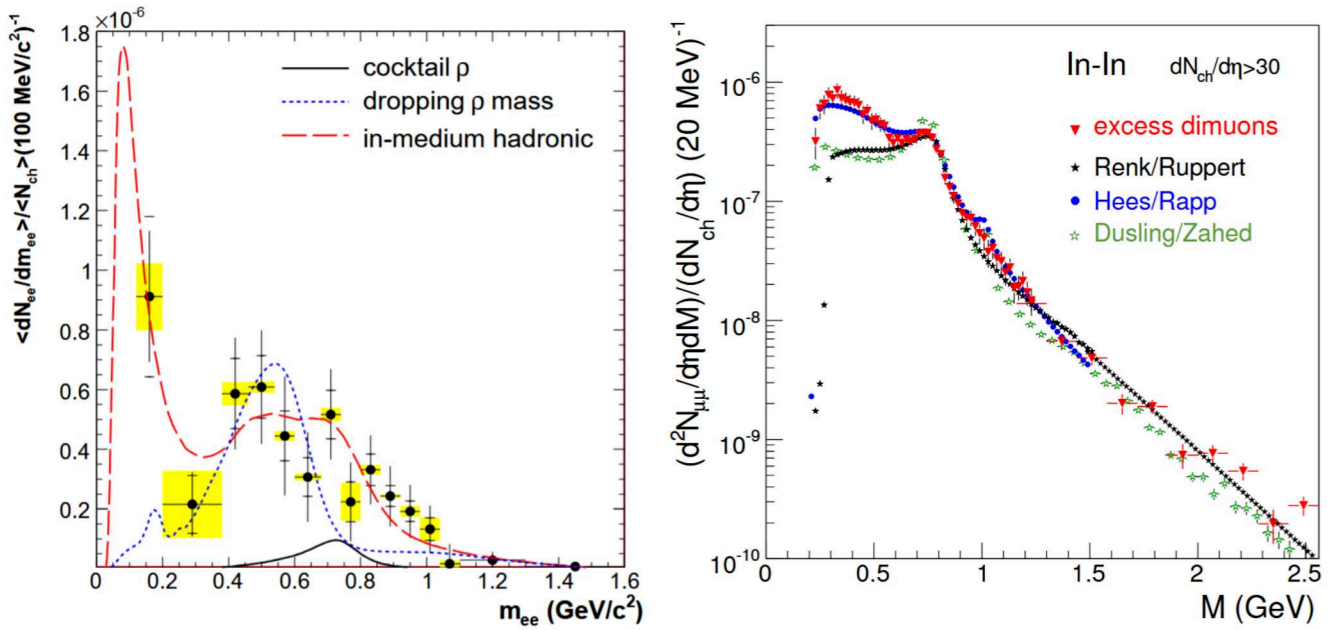 ×10⁻⁶
<dN_ee/dm_ee>/<N_ch>(100 MeV/c²)⁻¹
1.8
1.6
1.4
1.2
1
0.8
0.6
0.4
0.2
cocktail ρ
dropping ρ mass
in-medium hadronic
0 0.2 0.4 0.6 0.8 1 1.2 1.4 1.6
m_ee (GeV/c²)
(d²N_μμ/dηdM)/(dN_ch/dη) (20 MeV)⁻¹
10⁻⁶
10⁻⁷
10⁻⁸
10⁻⁹
10⁻¹⁰
In-In dN_ch/dη>30
excess dimuons
Renk/Ruppert
Hees/Rapp
Dusling/Zahed
0 0.5 1 1.5 2 2.5
M (GeV)